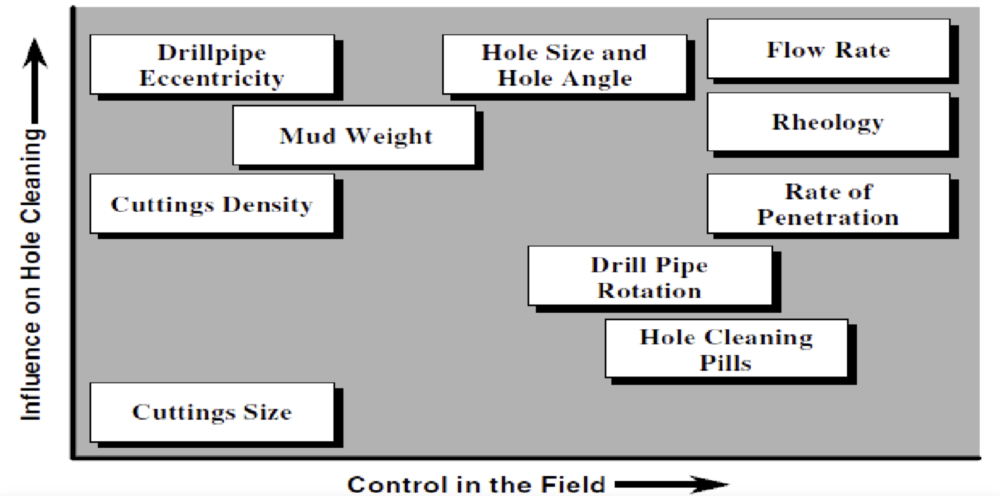 Influence on Hole Cleaning
Drillpipe
Eccentricity
Hole Size and
Hole Angle
Flow Rate
Mud Weight
Rheology
Cuttings Density
Rate of
Penetration
Drill Pipe
Rotation
Hole Cleaning
Pills
Cuttings Size
Control in the Field